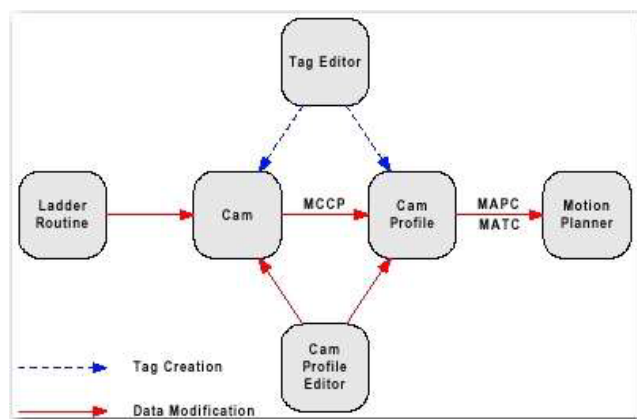 Tag Editor
Ladder
Routine
Cam
MCCP
Cam
Profile
MAPC
MATC
Motion
Planner
Cam
Profile
Editor
Tag Creation
Data Modification